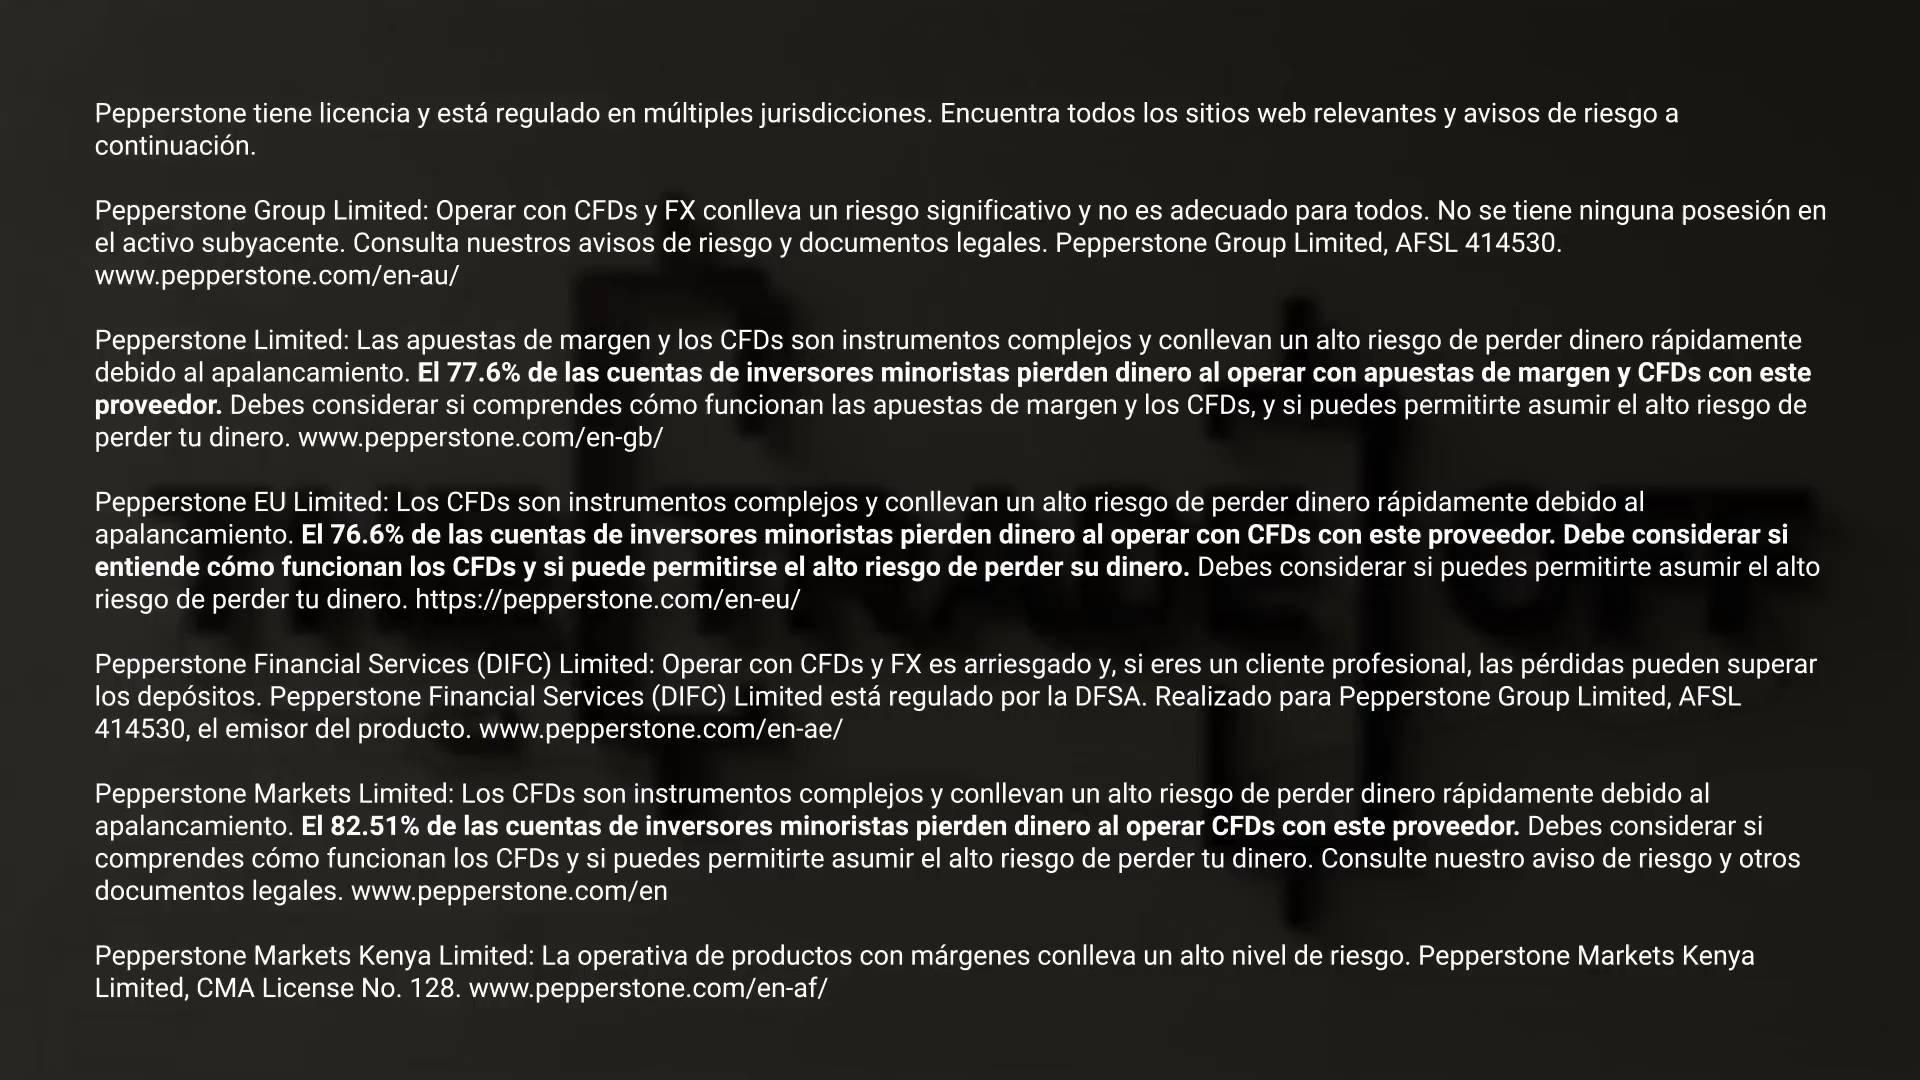 Pepperstone tiene licencia y está regulado en múltiples jurisdicciones. Encuentra todos los sitios web relevantes y avisos de riesgo a
continuación.
Pepperstone Group Limited: Operar con CFDs y FX conlleva un riesgo significativo y no es adecuado para todos. No se tiene ninguna posesión en
el activo subyacente. Consulta nuestros avisos de riesgo y documentos legales. Pepperstone Group Limited, AFSL 414530.
www.pepperstone.com/en-au/
Pepperstone Limited: Las apuestas de margen y los CFDs son instrumentos complejos y conllevan un alto riesgo de perder dinero rápidamente
debido al apalancamiento. El 77.6% de las cuentas de inversores minoristas pierden dinero al operar con apuestas de margen y CFDs con este
proveedor. Debes considerar si comprendes cómo funcionan las apuestas de margen y los CFDs, y si puedes permitirte asumir el alto riesgo de
perder tu dinero. www.pepperstone.com/en-gb/
Pepperstone EU Limited: Los CFDs son instrumentos complejos y conllevan un alto riesgo de perder dinero rápidamente debido al
apalancamiento. El 76.6% de las cuentas de inversores minoristas pierden dinero al operar con CFDs con este proveedor. Debe considerar si
entiende cómo funcionan los CFDs y si puede permitirse el alto riesgo de perder su dinero. Debes considerar si puedes permitirte asumir el alto
riesgo de perder tu dinero. https://pepperstone.com/en-eu/
Pepperstone Financial Services (DIFC) Limited: Operar con CFDs y FX es arriesgado y, si eres un cliente profesional, las pérdidas pueden superar
los depósitos. Pepperstone Financial Services (DIFC) Limited está regulado por la DFSA. Realizado para Pepperstone Group Limited, AFSL
414530, el emisor del producto. www.pepperstone.com/en-ae/
Pepperstone Markets Limited: Los CFDs son instrumentos complejos y conllevan un alto riesgo de perder dinero rápidamente debido al
apalancamiento. El 82.51% de las cuentas de inversores minoristas pierden dinero al operar CFDs con este proveedor. Debes considerar si
comprendes cómo funcionan los CFDs y si puedes permitirte asumir el alto riesgo de perder tu dinero. Consulte nuestro aviso de riesgo y otros
documentos legales. www.pepperstone.com/en
Pepperstone Markets Kenya Limited: La operativa de productos con márgenes conlleva un alto nivel de riesgo. Pepperstone Markets Kenya
Limited, CMA License No. 128. www.pepperstone.com/en-af/